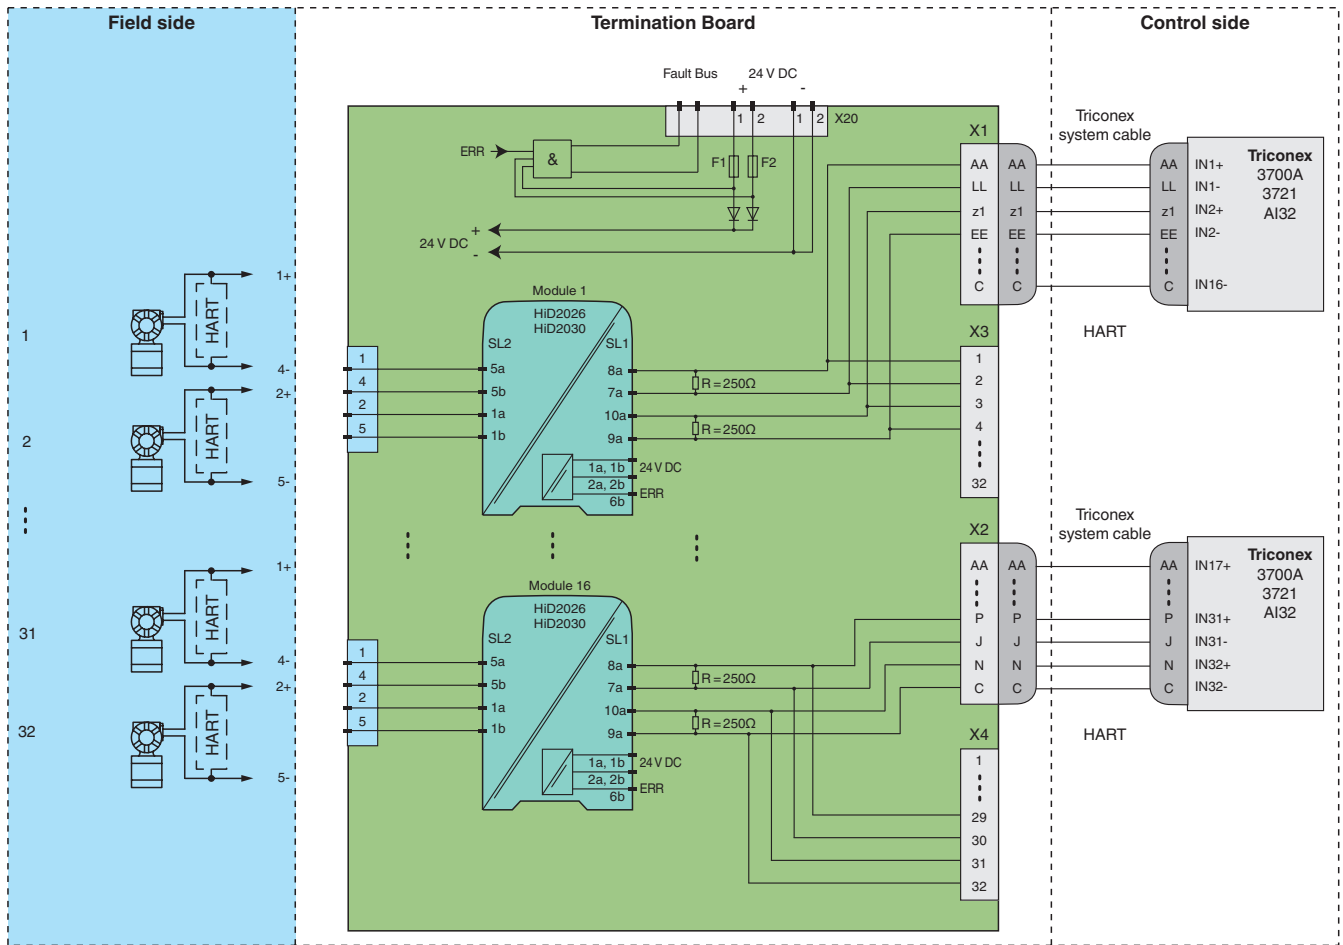 Field side
Termination Board
Control side
Fault Bus
24 V DC
+
-
1
2
1
2
X20
ERR
&
F1
F2
+
24 V DC
-
X1
AA
LL
z1
EE
C
AA
LL
z1
EE
C
Triconex
system cable
AA
LL
z1
EE
C
IN1+
IN1-
IN2+
IN2-
IN16-
Triconex
3700A
3721
AI32
HART
1
HART
1+
4-
2
HART
2+
5-
1
4
2
5
Module 1
HiD2026
HiD2030
SL2
SL1
5a
5b
1a
1b
8a
7a
10a
9a
R = 250Ω
R = 250Ω
1a, 1b
2a, 2b
6b
24 V DC
ERR
X3
1
2
3
4
32
31
HART
1+
4-
32
HART
2+
5-
1
4
2
5
Module 16
HiD2026
HiD2030
SL2
SL1
5a
5b
1a
1b
8a
7a
10a
9a
R = 250Ω
R = 250Ω
1a, 1b
2a, 2b
6b
24 V DC
ERR
X2
AA
P
J
N
C
AA
P
J
N
C
Triconex
system cable
AA
P
J
N
C
IN17+
IN31+
IN31-
IN32+
IN32-
Triconex
3700A
3721
AI32
HART
X4
1
29
30
31
32